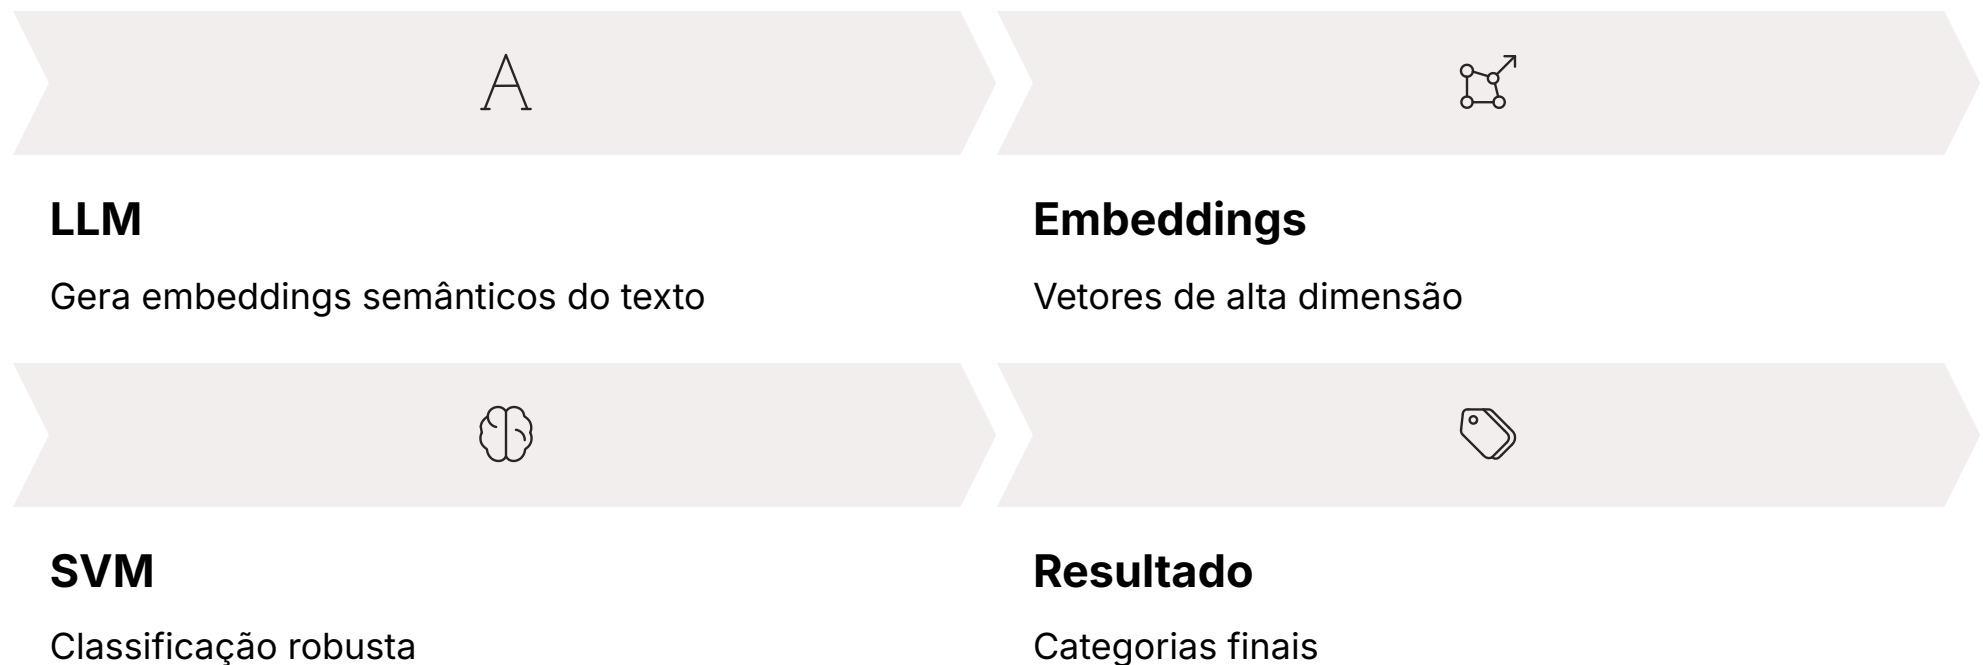 LLM
Gera embeddings semânticos do texto
Embeddings
Vetores de alta dimensão
SVM
Classificação robusta
Resultado
Categorias finais